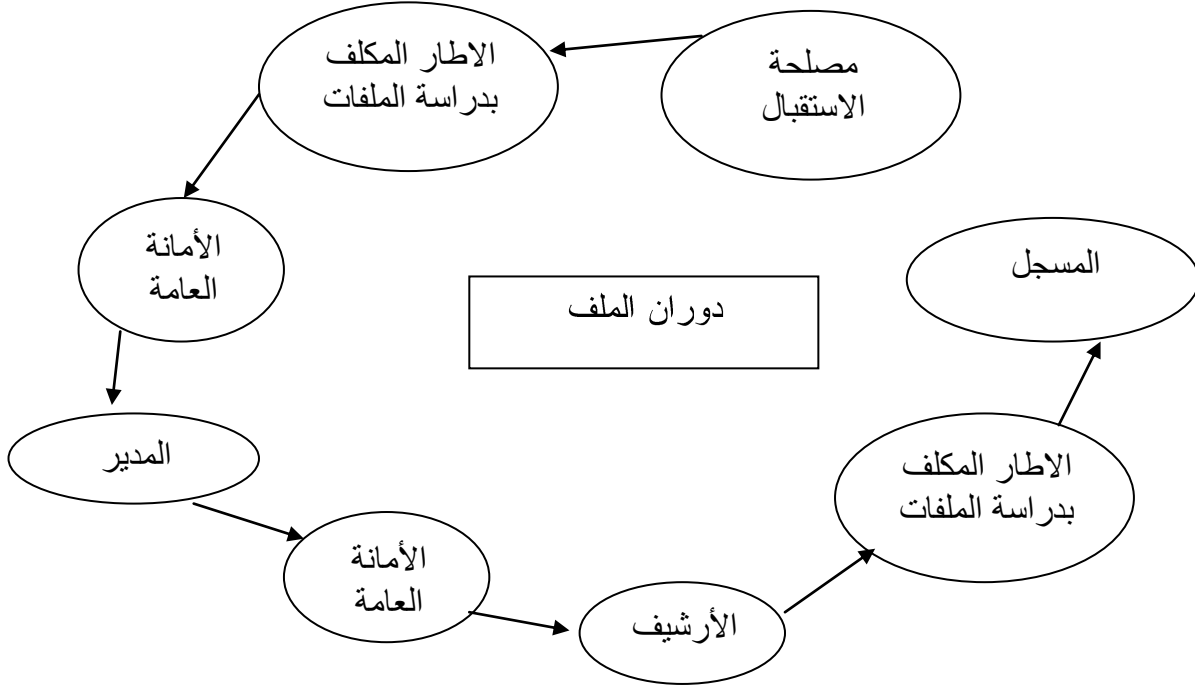 مصلحة
الاستقبال
الاطار المكلف
بدراسة الملفات
الأمانة
العامة
المدير
الأمانة
العامة
الأرشيف
الاطار المكلف
بدراسة الملفات
المسجل
دوران الملف